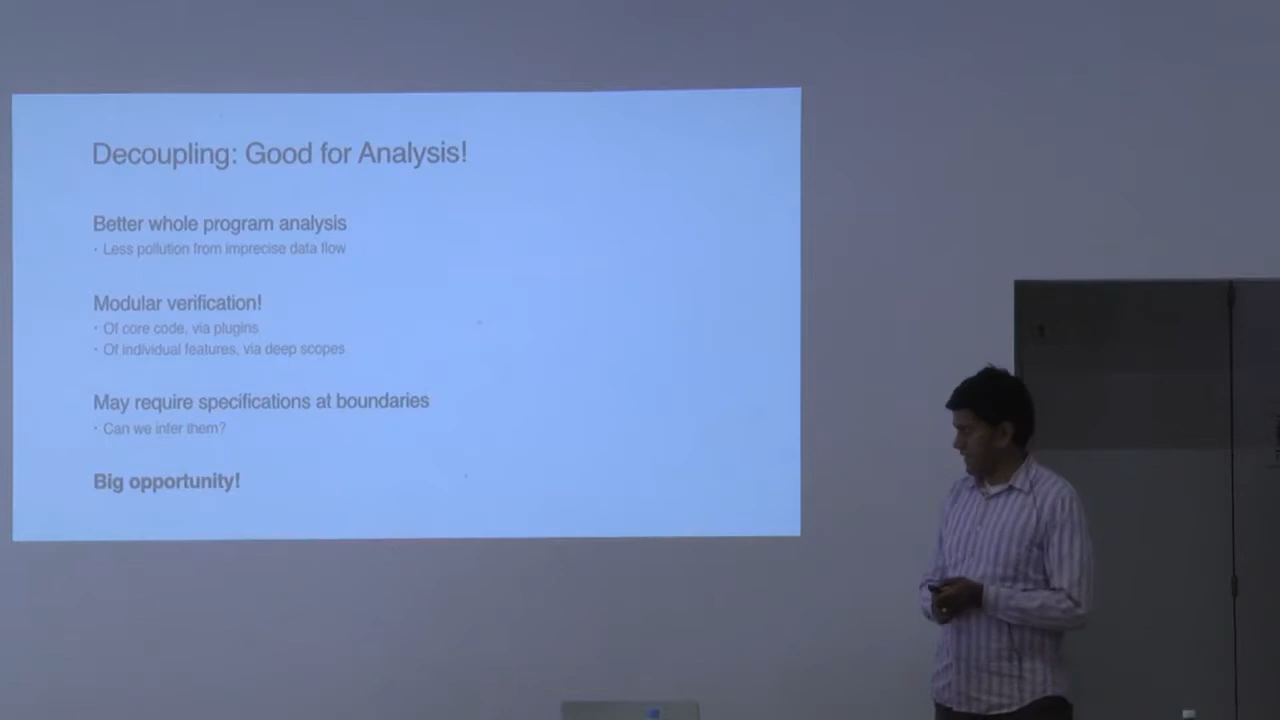 Decoupling: Good for Analysis!
Better whole program analysis
· Less pollution from imprecise data flow
Modular verification!
· Of core code, via plugins
· Of individual features, via deep scopes
May require specifications at boundaries
· Can we infer them?
Big opportunity!